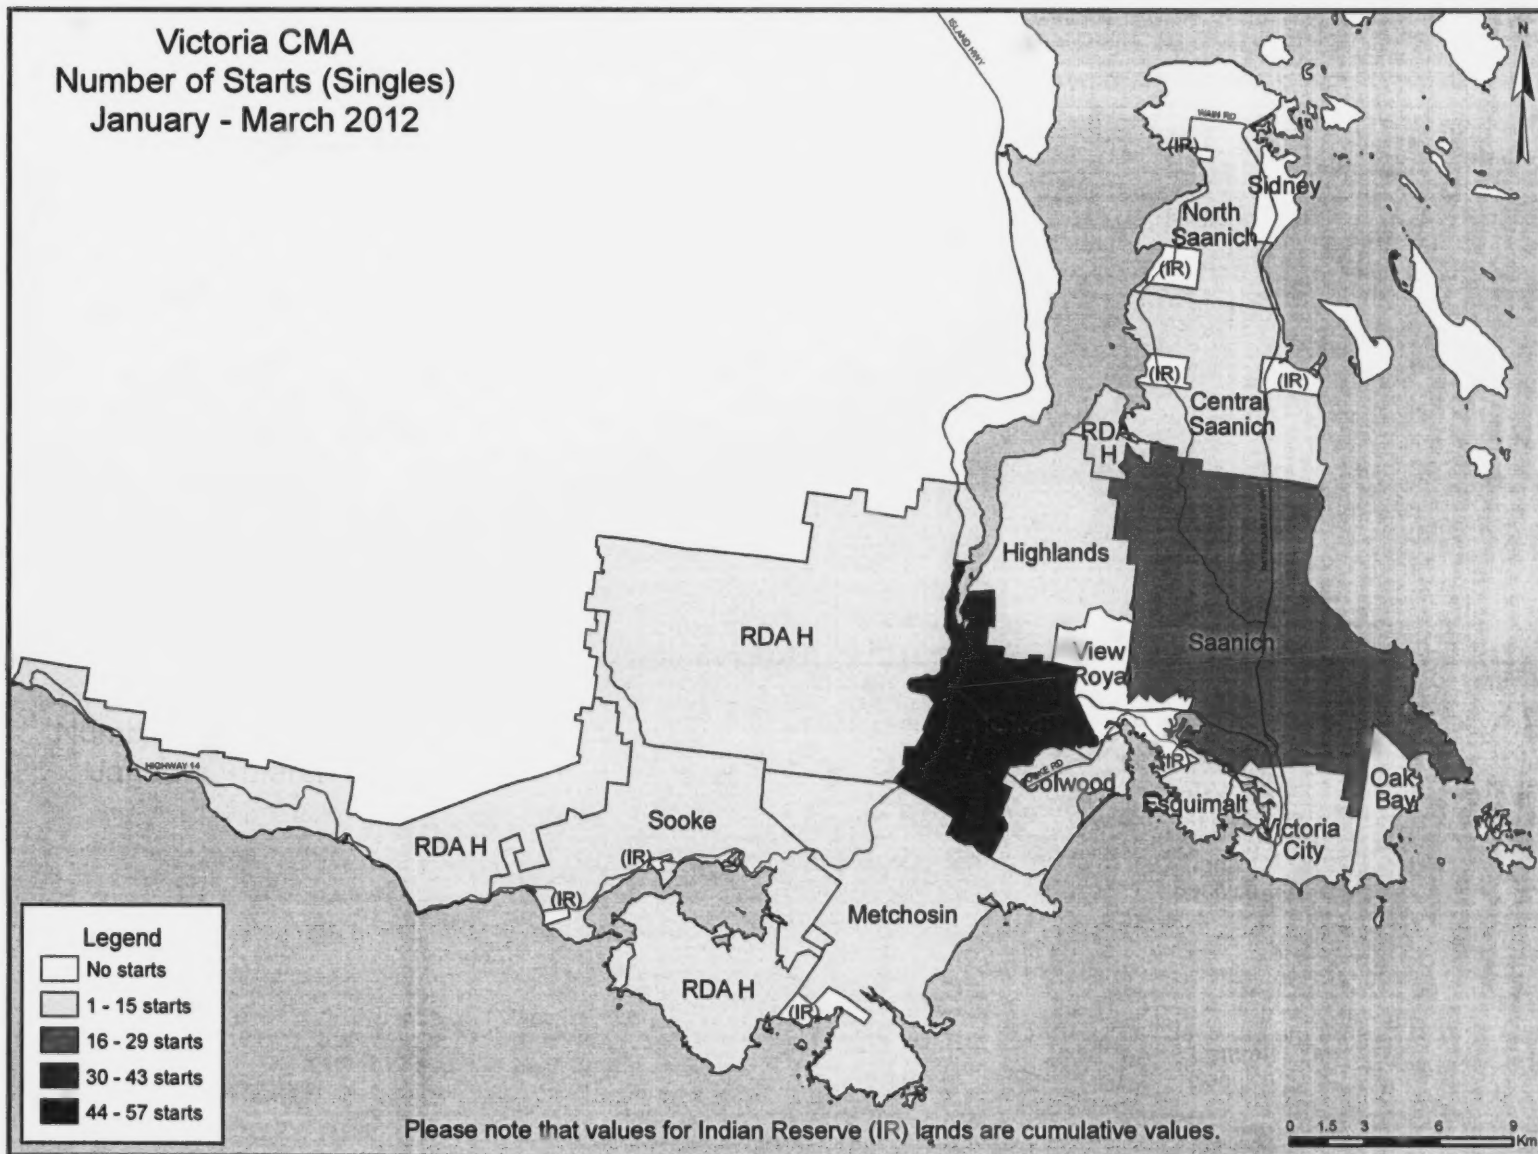 Victoria CMA
Number of Starts (Singles)
January - March 2012
ISLAND HWY
N
WAIN RD
(IR)
Sidney
North
Saanich
(IR)
(IR)
(IR)
Central
Saanich
RDA
H
Highlands
RDA H
View
Royal
Saanich
HIGHWY 14
(IR)
Colwood
Oak
Bay
Esquimalt
Victoria
City
Sooke
RDA H
(IR)
(IR)
Metchosin
RDA H
(IR)
Legend
No starts
1 - 15 starts
16 - 29 starts
30 - 43 starts
44 - 57 starts
Please note that values for Indian Reserve (IR) lands are cumulative values.
0 1.5 3 6 9
Km